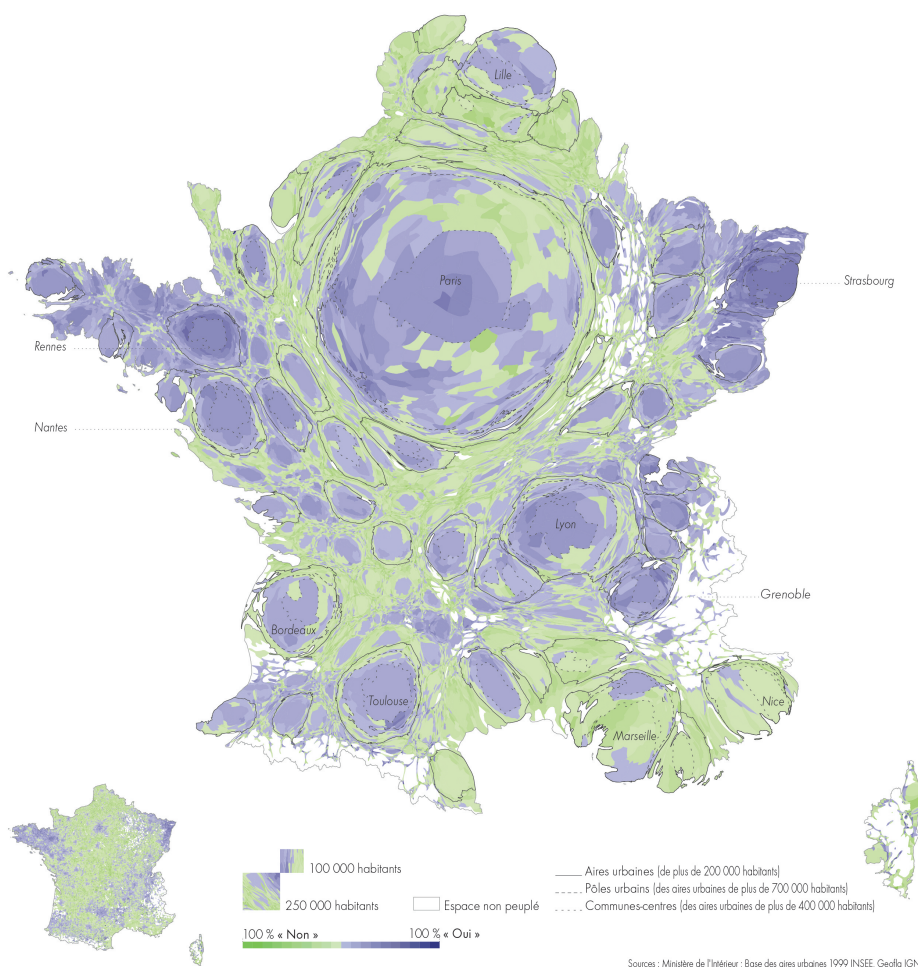 Lille
Paris
Strasbourg
Rennes
Nantes
Lyon
Grenoble
Bordeaux
Toulouse
Nice
Marseille
100 000 habitants
250 000 habitants
Espace non peuplé
Aires urbaines (de plus de 200 000 habitants)
Pôles urbains (des aires urbaines de plus de 700 000 habitants)
Communes-centres (des aires urbaines de plus de 400 000 habitants)
100 % « Non » 100 % « Oui »
Sources : Ministère de l'Intérieur ; Base des aires urbaines 1999 INSEE. Geofla IGN